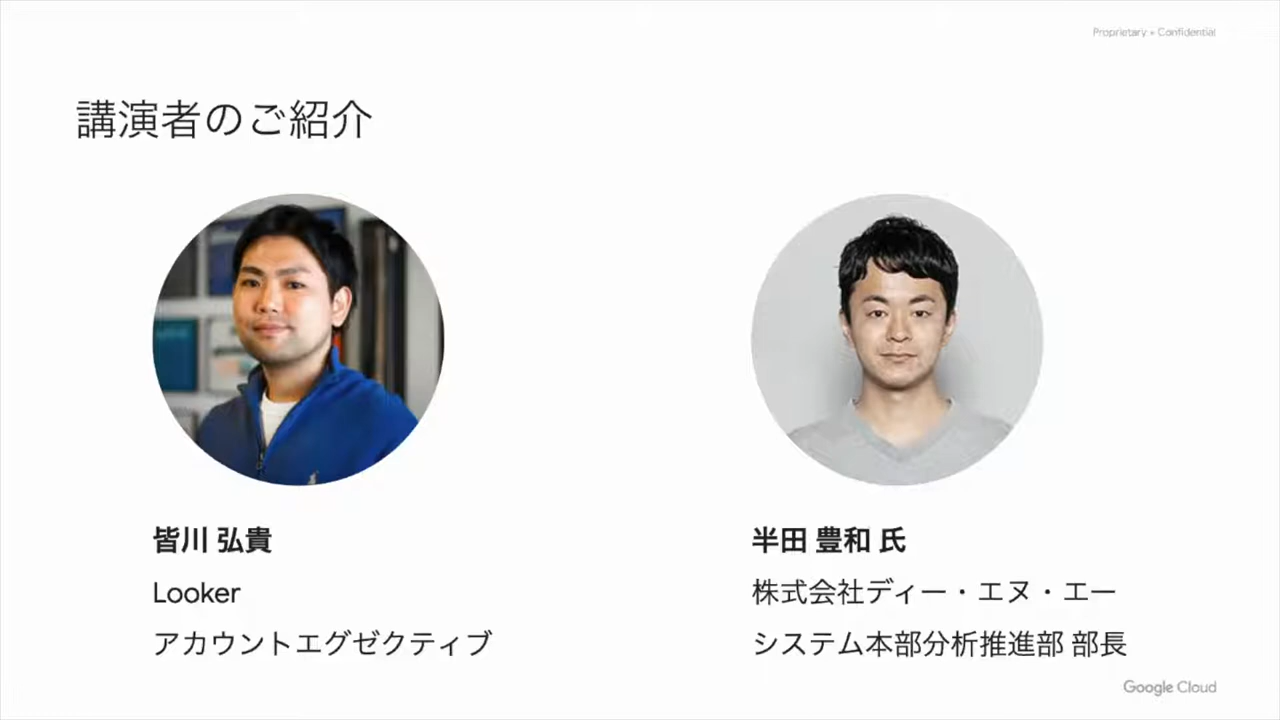 Proprietary + Confidential
講演者のご紹介
皆川 弘貴
Looker
アカウントエグゼクティブ
半田 豊和 氏
株式会社ディー・エヌ・エー
システム本部分析推進部 部長
Google Cloud